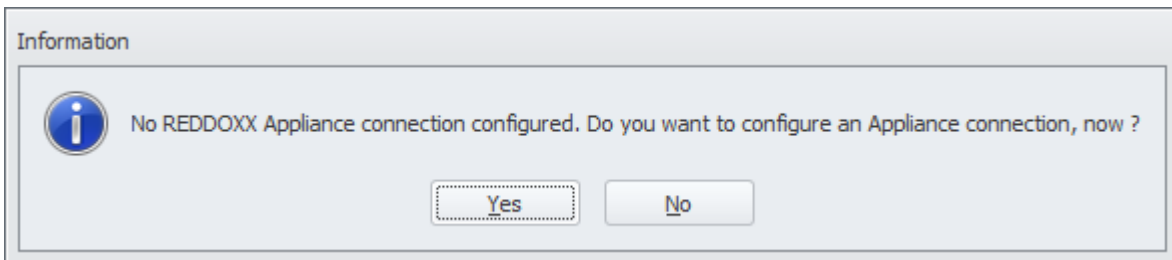 Information
No REDDOXX Appliance connection configured. Do you want to configure an Appliance connection, now ?
Yes
No